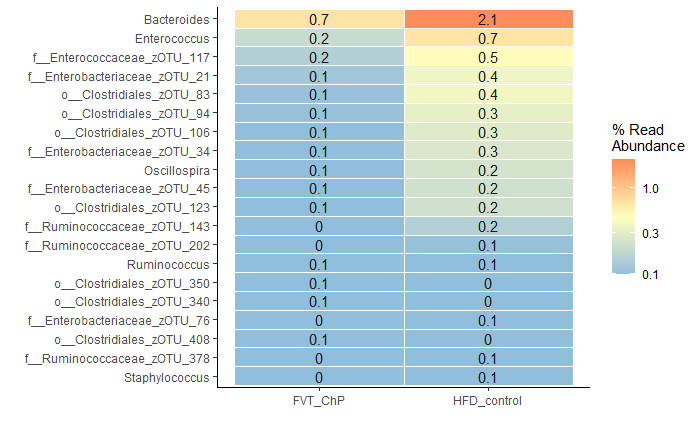 Bacteroides 0.7 2.1
Enterococcus 0.2 0.7
f__Enterococcaceae_zOTU_117 0.2 0.5
f__Enterobacteriaceae_zOTU_21 0.1 0.4
o__Clostridiales_zOTU_83 0.1 0.4
o__Clostridiales_zOTU_94 0.1 0.3
o__Clostridiales_zOTU_106 0.1 0.3
f__Enterobacteriaceae_zOTU_34 0.1 0.3
Oscillospira 0.1 0.2
f__Enterobacteriaceae_zOTU_45 0.1 0.2
o__Clostridiales_zOTU_123 0.1 0.2
f__Ruminococcaceae_zOTU_143 0 0.2
f__Ruminococcaceae_zOTU_202 0 0.1
Ruminococcus 0.1 0.1
o__Clostridiales_zOTU_350 0.1 0
o__Clostridiales_zOTU_340 0.1 0
f__Enterobacteriaceae_zOTU_76 0 0.1
o__Clostridiales_zOTU_408 0.1 0
f__Ruminococcaceae_zOTU_378 0 0.1
Staphylococcus 0 0.1
FVT_ChP HFD_control
% Read
Abundance
1.0
0.3
0.1